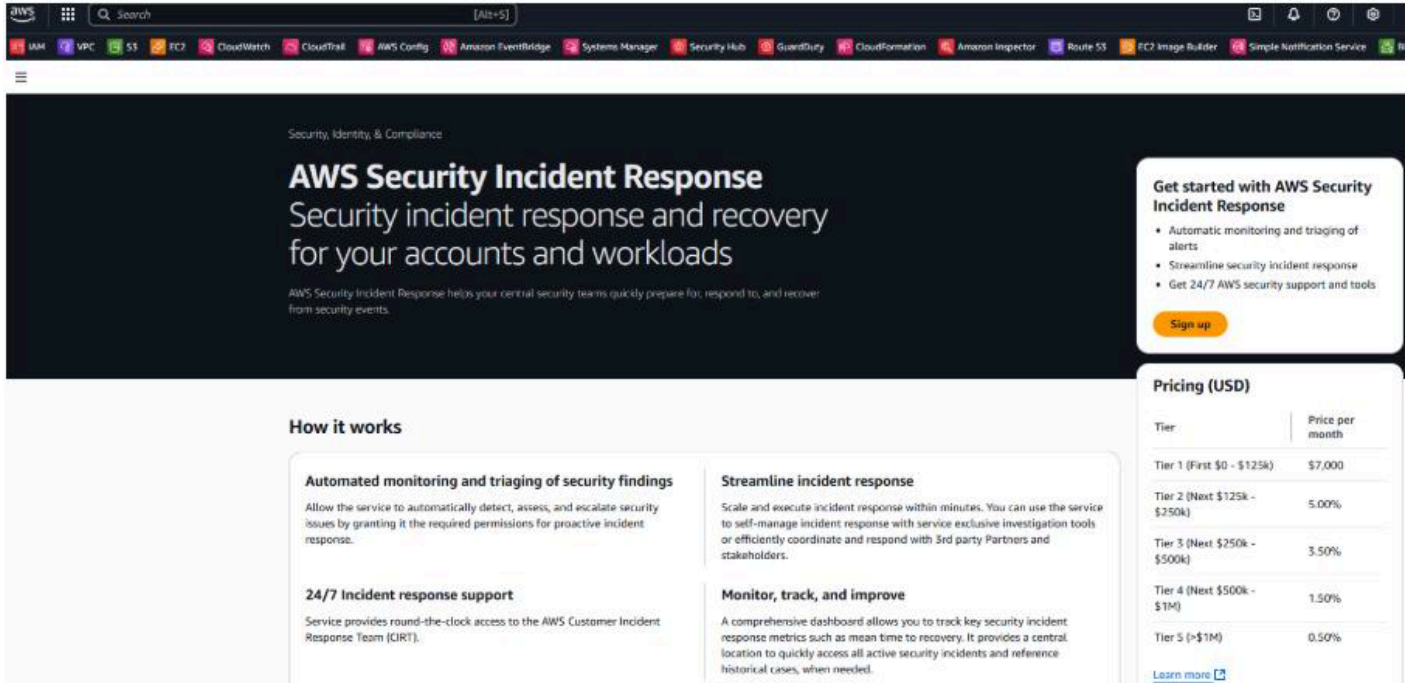 aws
Search [Alt+S]
IAM VPC S3 EC2 CloudWatch CloudTrail AWS Config Amazon EventBridge Systems Manager Security Hub GuardDuty CloudFormation Amazon Inspector Route 53 EC2 Image Builder Simple Notification Service
Security, Identity, & Compliance
AWS Security Incident Response
Security incident response and recovery
for your accounts and workloads
AWS Security Incident Response helps your central security teams quickly prepare for, respond to, and recover
from security events.
Get started with AWS Security
Incident Response
• Automatic monitoring and triaging of
alerts
• Streamline security incident response
• Get 24/7 AWS security support and tools
Sign up
Pricing (USD)
Tier Price per
month
Tier 1 (First $0 - $125k) $7,000
Tier 2 (Next $125k -
$250k) 5.00%
Tier 3 (Next $250k -
$500k) 3.50%
Tier 4 (Next $500k -
$1M) 1.50%
Tier 5 (>$1M) 0.50%
Learn more
How it works
Automated monitoring and triaging of security findings
Allow the service to automatically detect, assess, and escalate security
issues by granting it the required permissions for proactive incident
response.
Streamline incident response
Scale and execute incident response within minutes. You can use the service
to self-manage incident response with service exclusive investigation tools
or efficiently coordinate and respond with 3rd party Partners and
stakeholders.
24/7 Incident response support
Service provides round-the-clock access to the AWS Customer Incident
Response Team (CIRT).
Monitor, track, and improve
A comprehensive dashboard allows you to track key security incident
response metrics such as mean time to recovery. It provides a central
location to quickly access all active security incidents and reference
historical cases, when needed.